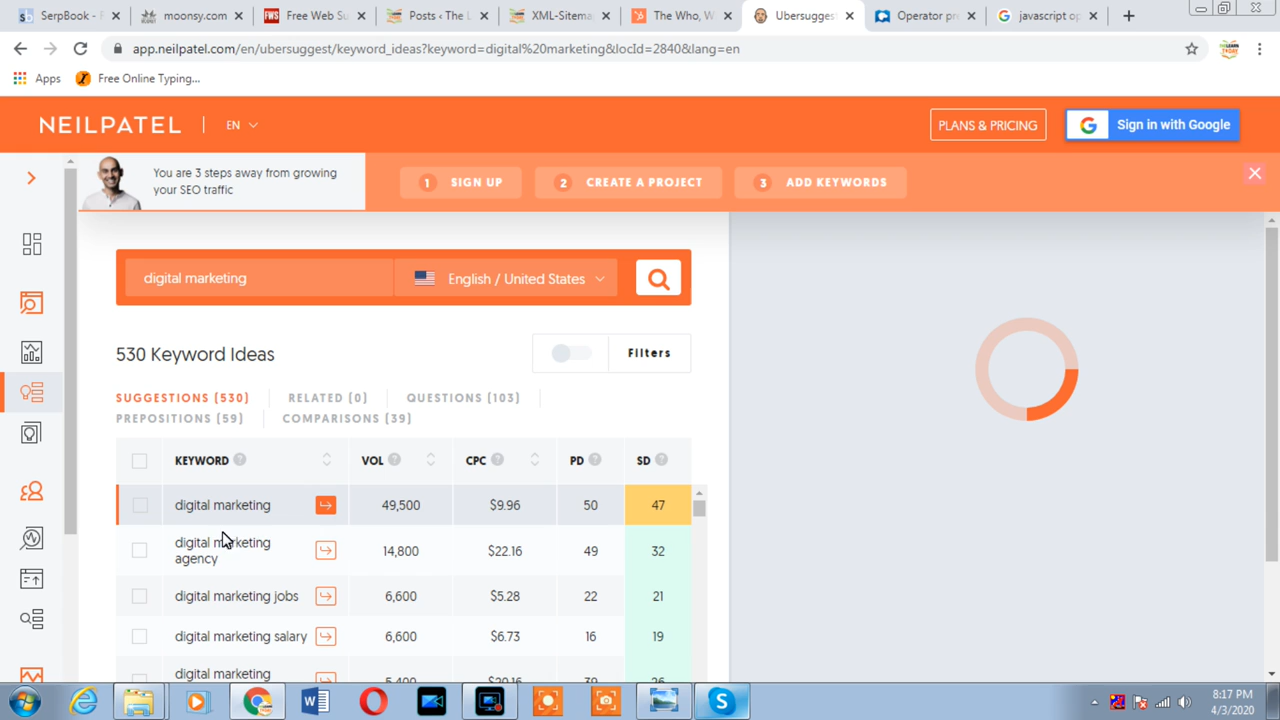 SerpBook - F
moonsy.com
FWS Free Web Su
Posts ‹ The L
XML-Sitema
The Who, W
Ubersugges
Operator pr
javascript op
app.neilpatel.com/en/ubersuggest/keyword_ideas?keyword=digital%20marketing&locId=2840&lang=en
Apps Free Online Typing...
NEILPATEL EN PLANS & PRICING Sign in with Google
You are 3 steps away from growing
your SEO traffic
1 SIGN UP 2 CREATE A PROJECT 3 ADD KEYWORDS
digital marketing English / United States
530 Keyword Ideas Filters
SUGGESTIONS (530) RELATED (0) QUESTIONS (103)
PREPOSITIONS (59) COMPARISONS (39)
KEYWORD ? VOL ? CPC ? PD ? SD ?
digital marketing 49,500 $9.96 50 47
digital marketing
agency 14,800 $22.16 49 32
digital marketing jobs 6,600 $5.28 22 21
digital marketing salary 6,600 $6.73 16 19
digital marketing
8:17 PM
4/3/2020